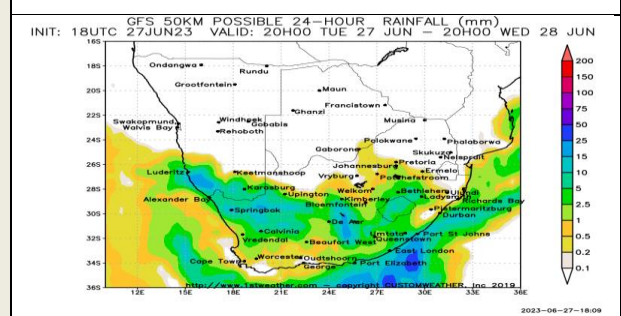 GFS 50KM POSSIBLE 24-HOUR RAINFALL (mm)
INIT: 18UTC 27JUN23 VALID: 20H00 TUE 27 JUN – 20H00 WED 28 JUN
16S
18S
20S
22S
24S
26S
28S
30S
32S
34S
36S
Ondangwa
Rundu
Grootfontein
Maun
Francistown
Ghanzi
Swakopmund
Windhoek
Gobabis
Musina
Walvis Bay
Rehoboth
Polokwane
Phalaborwa
Gaborone
Skukuza
Johannesburg
Pretoria
Nelspruit
Luderitz
Keetmanshoop
Vryburg
Potchefstroom
Ermelo
Karasburg
Upington
Welkom
Bethlehem
Ulundi
Alexander Bay
Kimberley
Ladysmith
Richards Bay
Springbok
Bloemfontein
Pietermaritzburg
Durban
De Aar
Calvinia
Vredendal
Beaufort West
Umtata
Port St Johns
Queenstown
East London
Cape Town
Worcester
Oudtshoorn
George
Port Elizabeth
http://www.1stweather.com – copyright CUSTOMWEATHER, Inc 2019
12E 15E 18E 21E 24E 27E 30E 33E 36E
200
150
100
75
50
25
15
10
5
2.5
1
0.5
0.2
0.1
2023-06-27-18:09